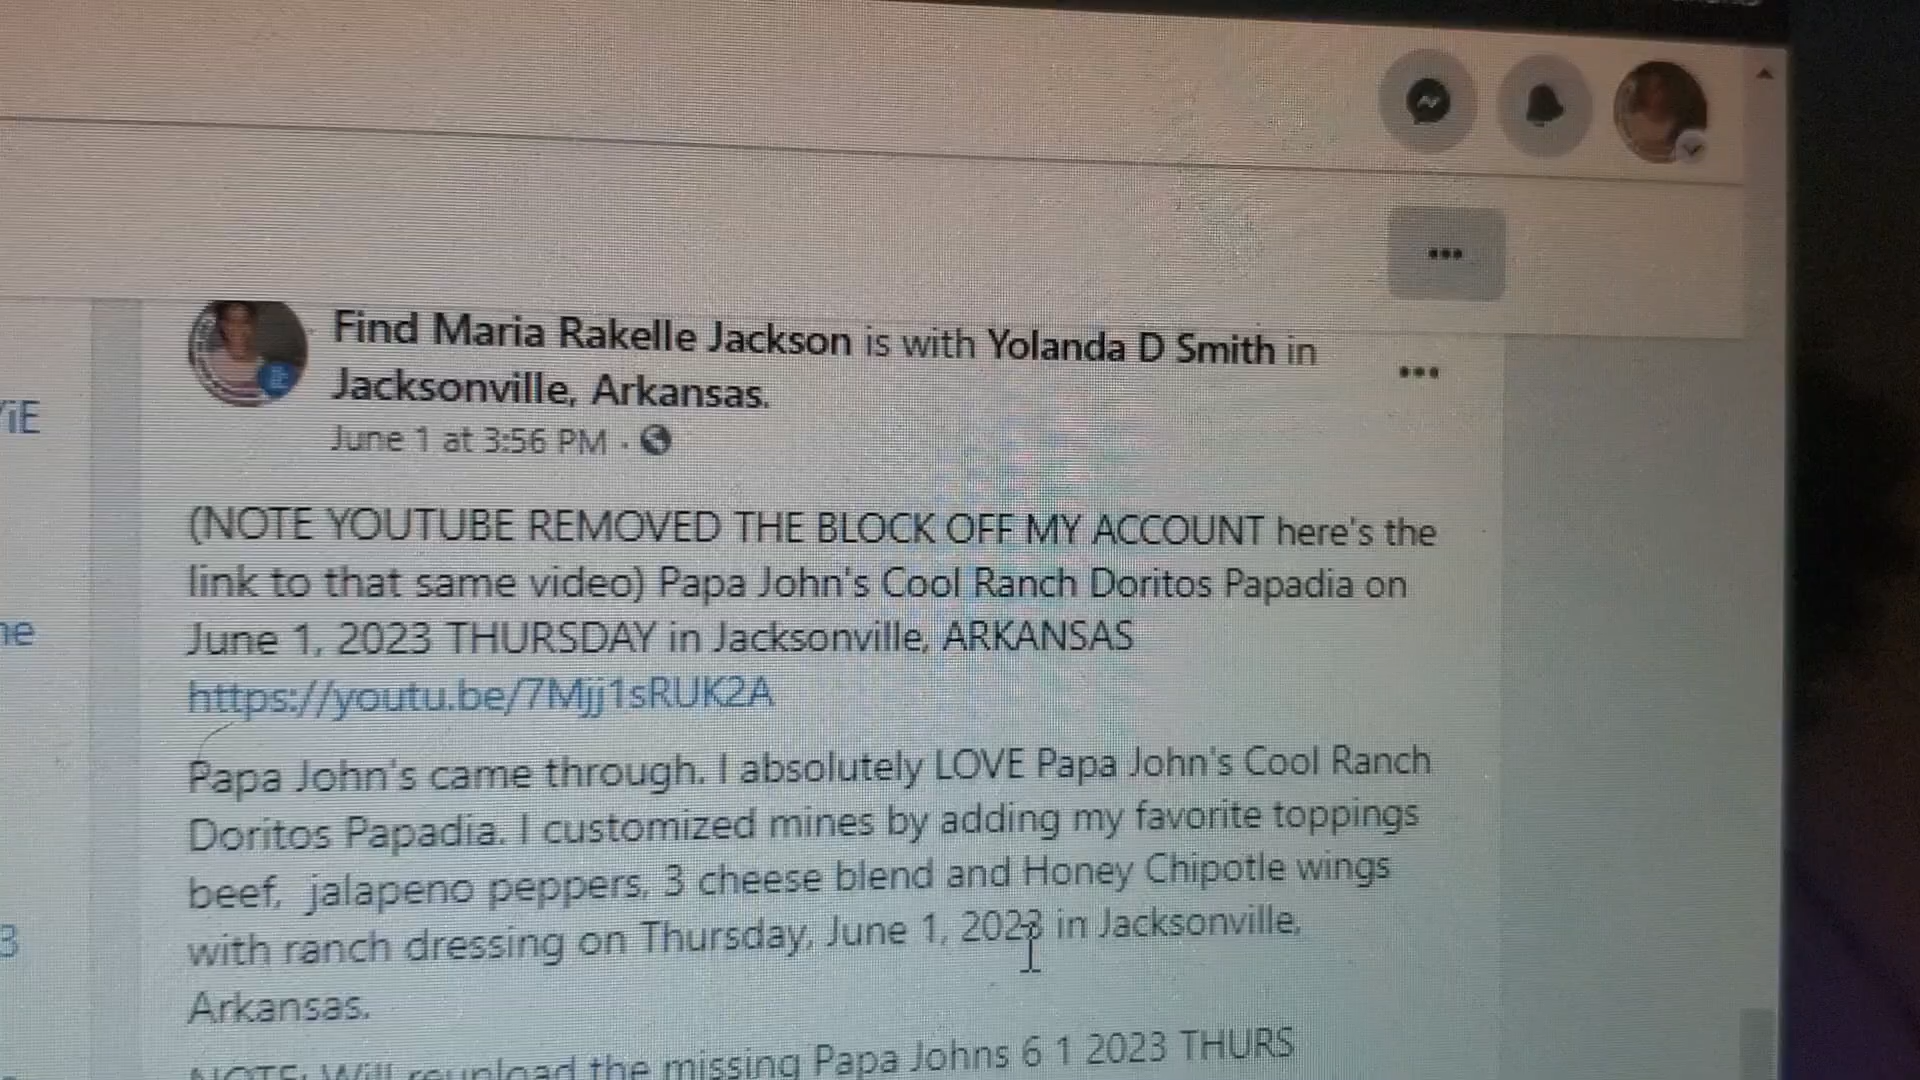 Find Maria Rakelle Jackson is with Yolanda D Smith in
Jacksonville, Arkansas.
June 1 at 3:56 PM ·
(NOTE YOUTUBE REMOVED THE BLOCK OFF MY ACCOUNT here's the
link to that same video) Papa John's Cool Ranch Doritos Papadia on
June 1, 2023 THURSDAY in Jacksonville, ARKANSAS
https://youtu.be/7Mjj1sRUK2A
Papa John's came through. I absolutely LOVE Papa John's Cool Ranch
Doritos Papadia. I customized mines by adding my favorite toppings
beef, jalapeno peppers, 3 cheese blend and Honey Chipotle wings
with ranch dressing on Thursday, June 1, 2023 in Jacksonville,
Arkansas.
NOTE: Will reupload the missing Papa Johns 6 1 2023 THURS